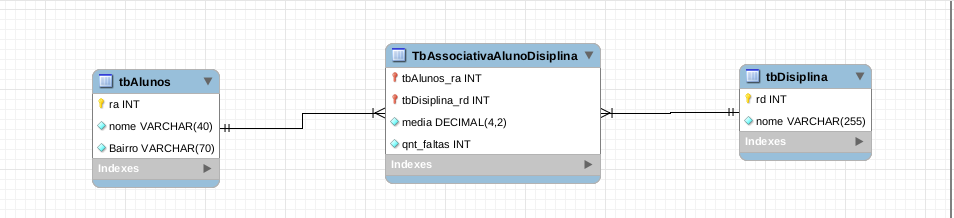 tbAlunos
ra INT
nome VARCHAR(40)
Bairro VARCHAR(70)
Indexes
TbAssociativaAlunoDisiplina
tbAlunos_ra INT
tbDisiplina_rd INT
media DECIMAL(4,2)
qnt_faltas INT
Indexes
tbDisiplina
rd INT
nome VARCHAR(255)
Indexes